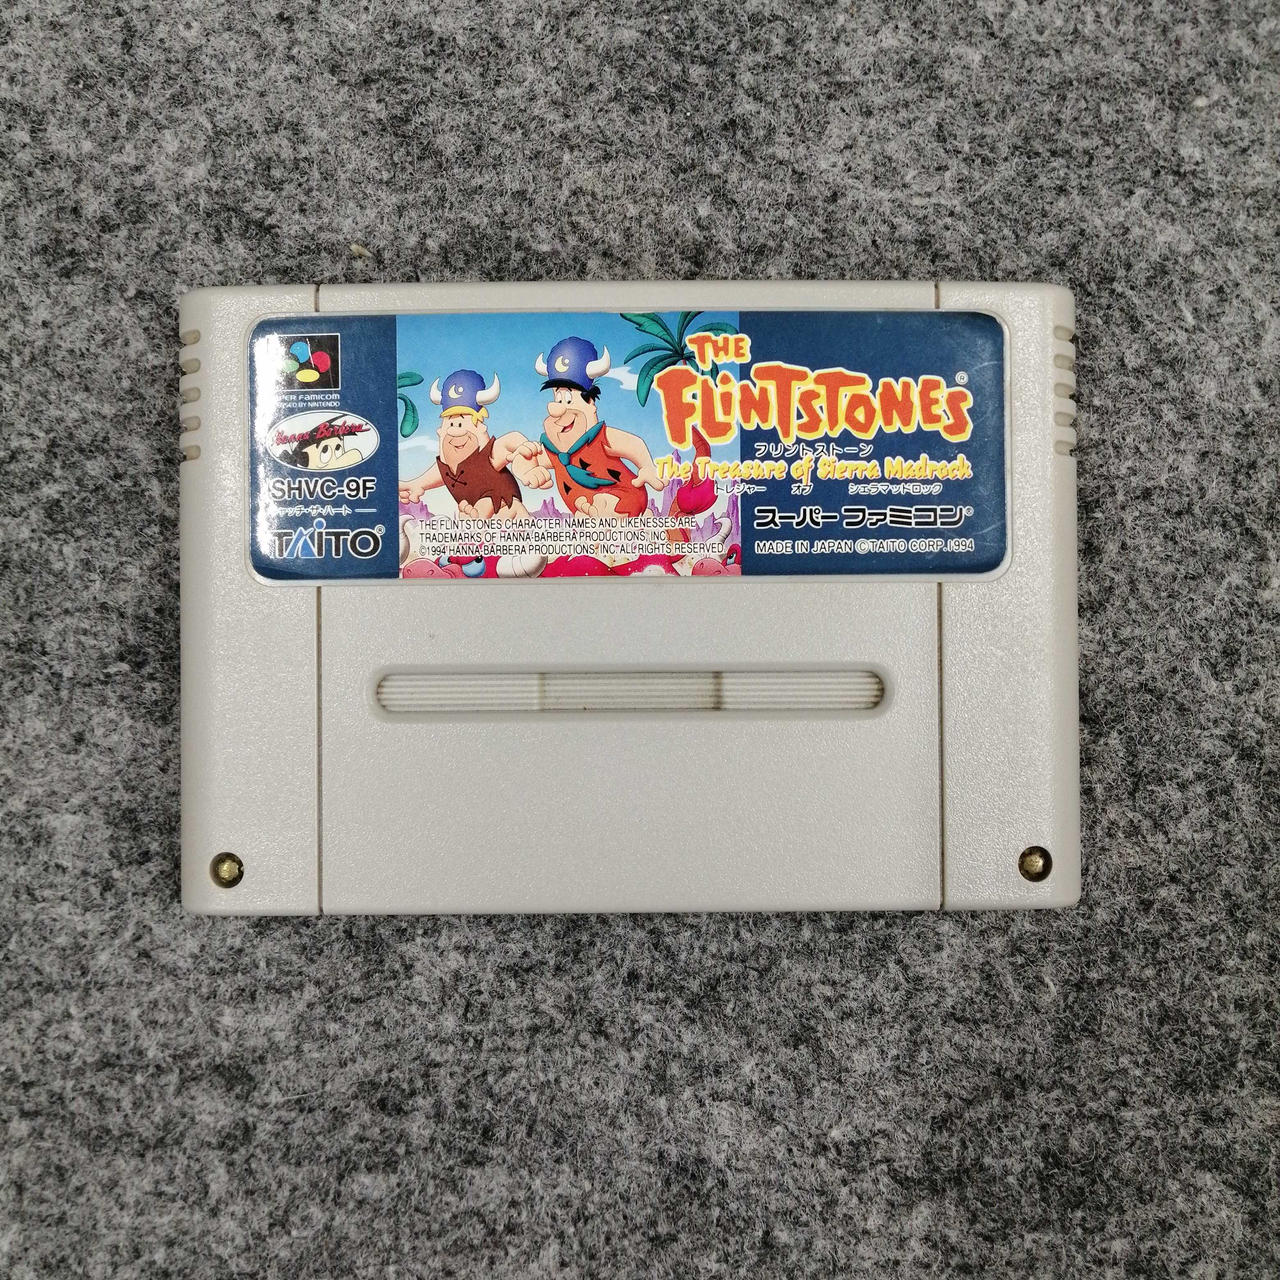 THE
FLINTSTONES®
フリントストーン
The Treasure of Sierra Madrock
トレジャー オブ シェラマッドロック
スーパーファミコン®
MADE IN JAPAN ©TAITO CORP. 1994
PER FAMICOM
SED BY NINTENDO
Hanna-Barbera
SHVC-9F
ャッチ・ザ・ハート
TAITO®
THE FLINTSTONES CHARACTER NAMES AND LIKENESSES ARE
TRADEMARKS OF HANNA-BARBERA PRODUCTIONS, INC.
©1994 HANNA-BARBERA PRODUCTIONS, INC. ALL RIGHTS RESERVED.